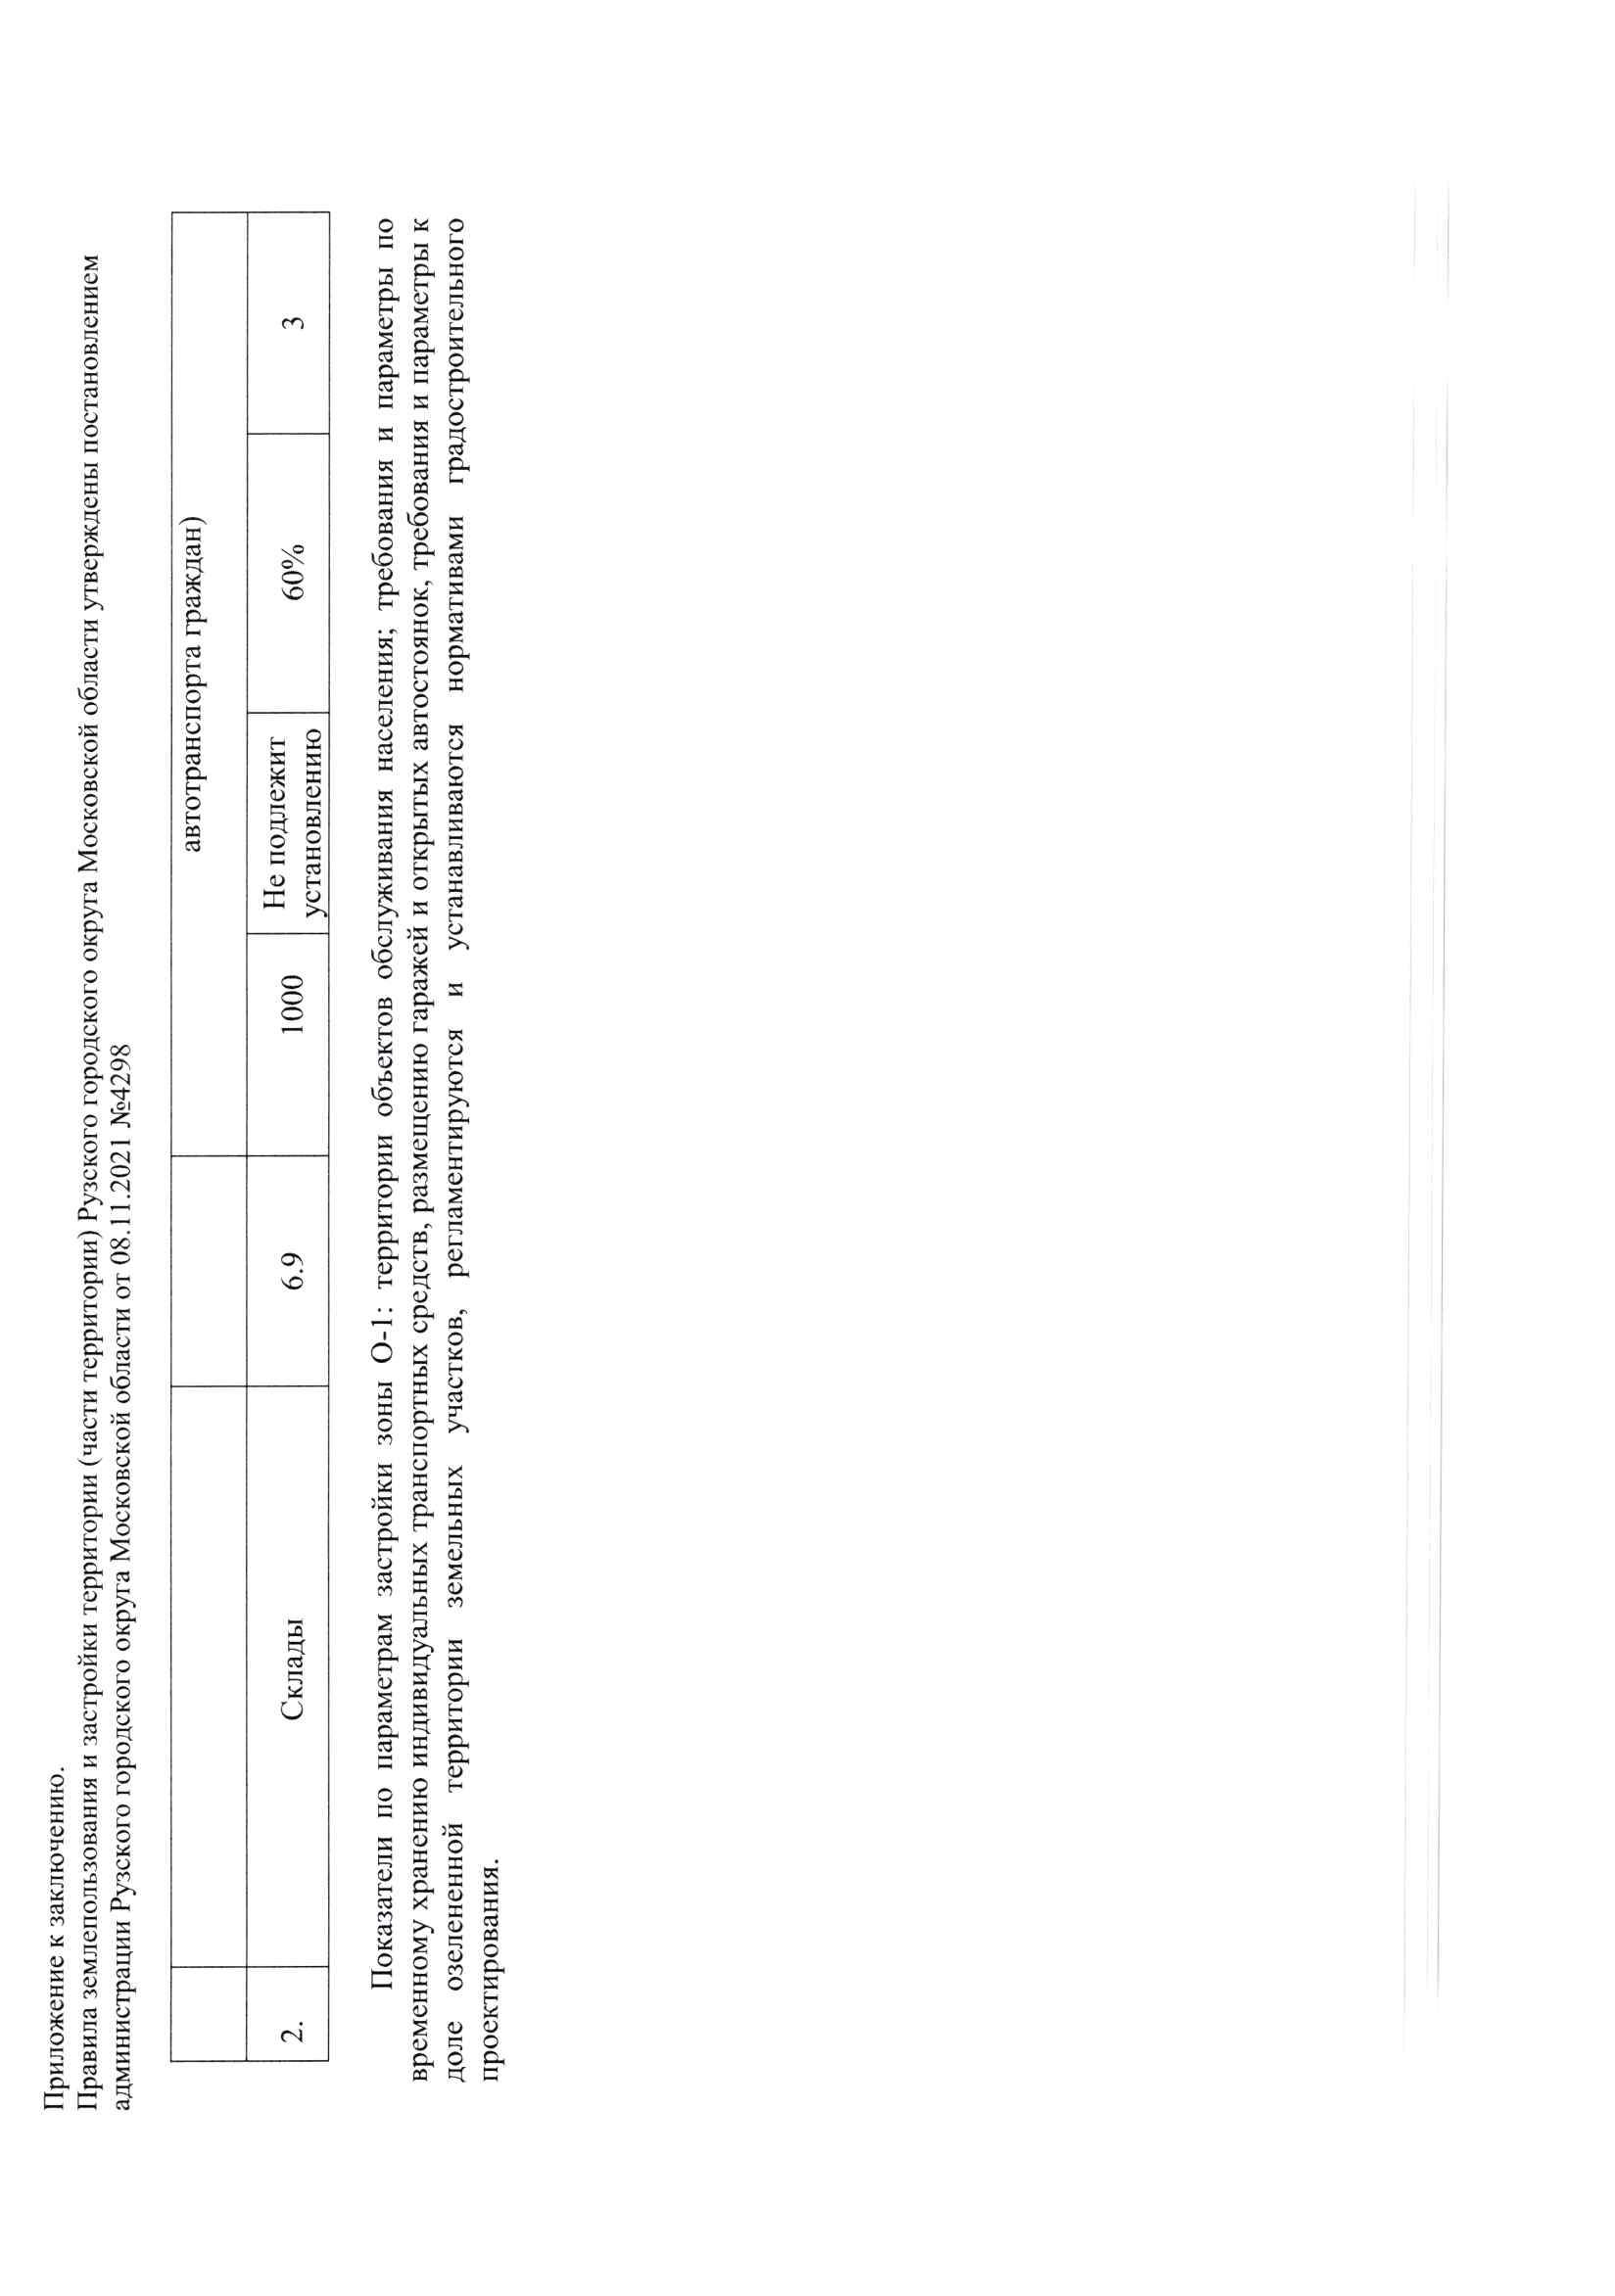 Приложение к заключению.
Правила землепользования и застройки территории (части территории) Рузского городского округа Московской области утверждены постановлением
администрации Рузского городского округа Московской области от 08.11.2021 №4298
автотранспорта граждан)
2. Склады 6.9 1000 Не подлежит установлению 60% 3
Показатели по параметрам застройки зоны О-1: территории объектов обслуживания населения; требования и параметры по
временному хранению индивидуальных транспортных средств, размещению гаражей и открытых автостоянок, требования и параметры к
доле озелененной территории земельных участков, регламентируются и устанавливаются нормативами градостроительного
проектирования.